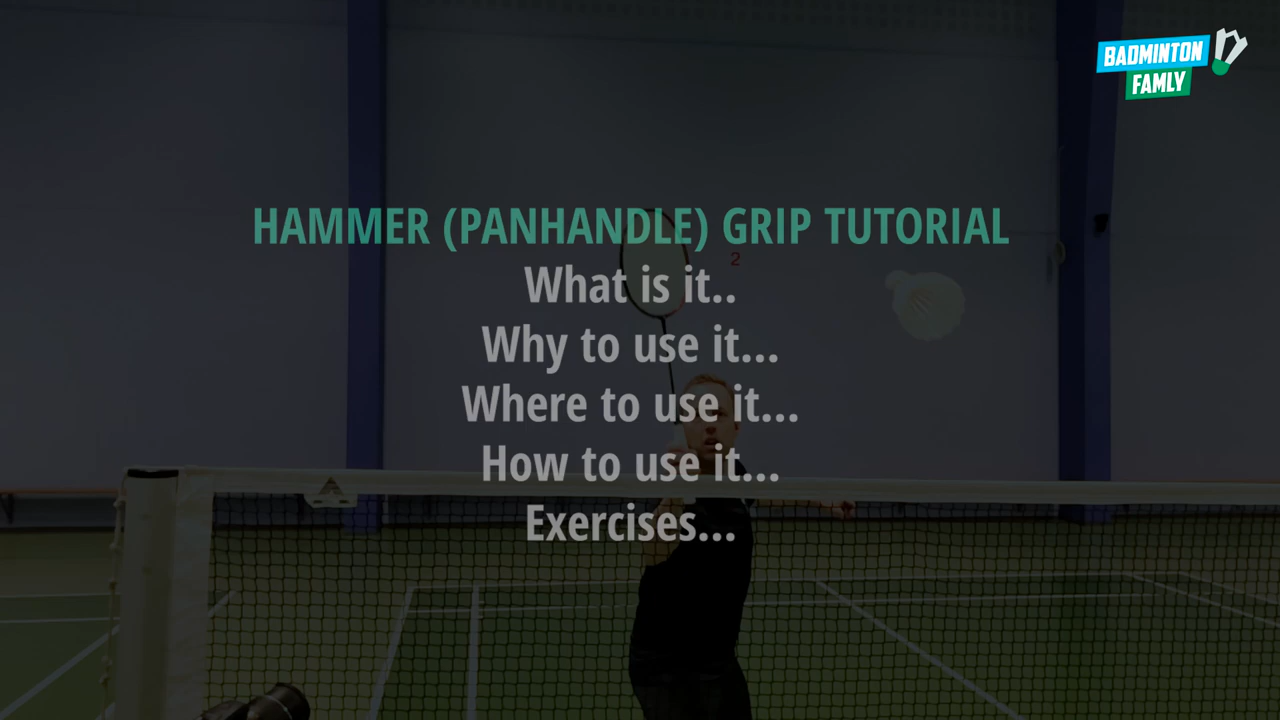 BADMINTON
FAMLY
HAMMER (PANHANDLE) GRIP TUTORIAL
2
What is it..
Why to use it...
Where to use it...
How to use it...
Exercises...